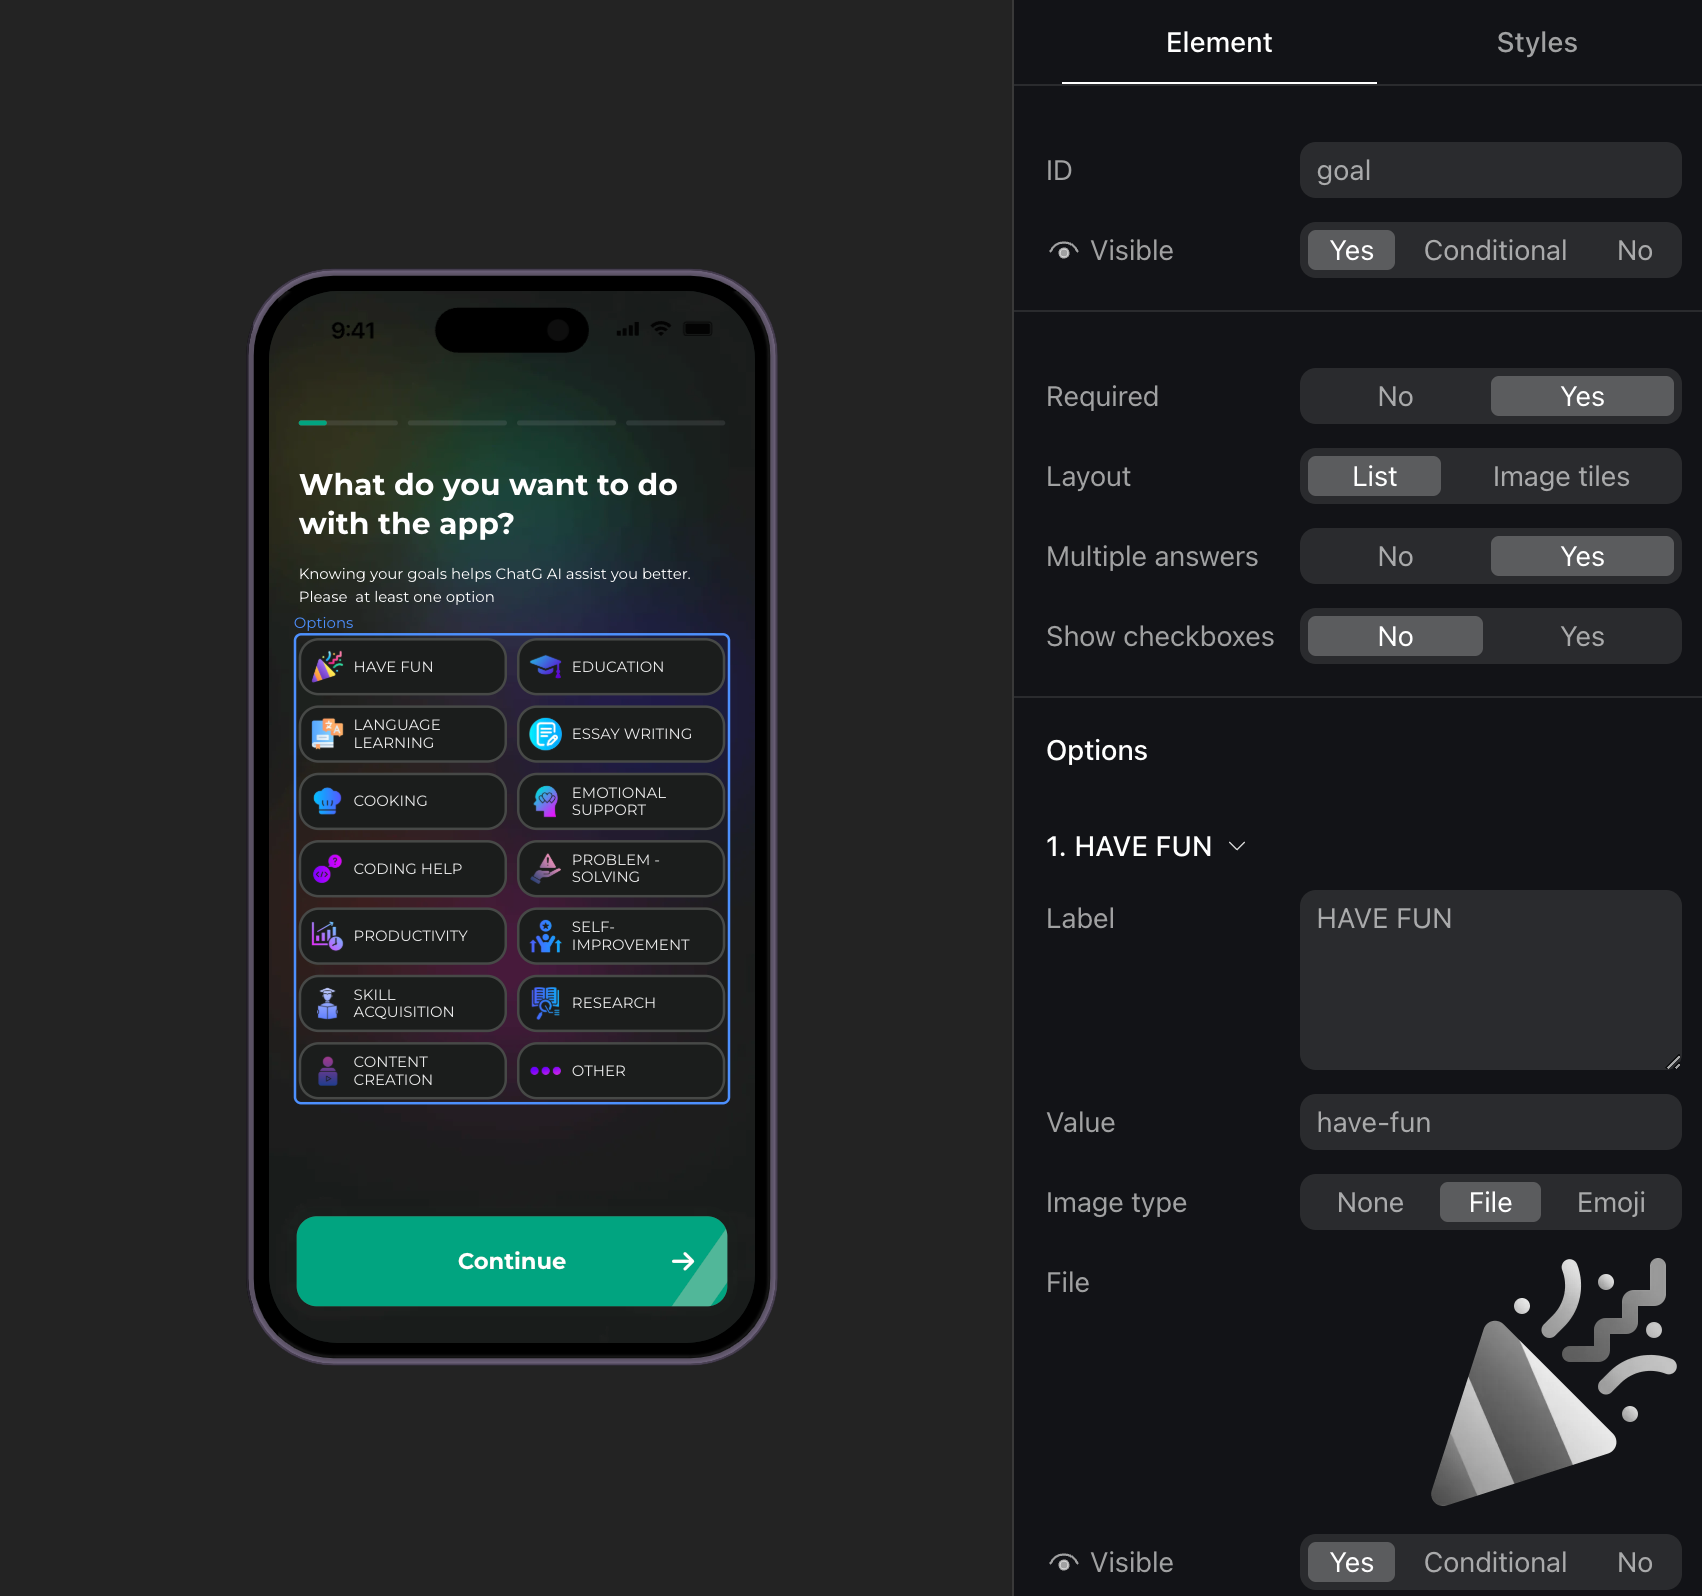 9:41
What do you want to do
with the app?
Knowing your goals helps ChatG AI assist you better.
Please  at least one option
Options
HAVE FUN
EDUCATION
LANGUAGE
LEARNING
ESSAY WRITING
COOKING
EMOTIONAL
SUPPORT
CODING HELP
PROBLEM -
SOLVING
PRODUCTIVITY
SELF-
IMPROVEMENT
SKILL
ACQUISITION
RESEARCH
CONTENT
CREATION
OTHER
Continue
Element Styles
ID goal
Visible Yes Conditional No
Required No Yes
Layout List Image tiles
Multiple answers No Yes
Show checkboxes No Yes
Options
1. HAVE FUN
Label HAVE FUN
Value have-fun
Image type None File Emoji
File
Visible Yes Conditional No